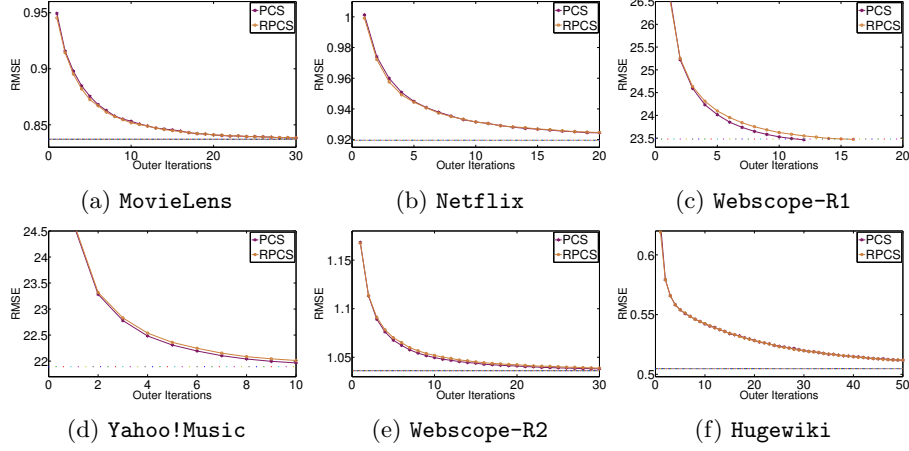 PCS
RPCS
RMSE
0.95
0.9
0.85
0 10 20 30
Outer Iterations
(a) MovieLens
PCS
RPCS
RMSE
1
0.98
0.96
0.94
0.92
0 5 10 15 20
Outer Iterations
(b) Netflix
PCS
RPCS
RMSE
26.5
26
25.5
25
24.5
24
23.5
0 5 10 15 20
Outer Iterations
(c) Webscope-R1
PCS
RPCS
RMSE
24.5
24
23.5
23
22.5
22
2 4 6 8 10
Outer Iterations
(d) Yahoo!Music
PCS
RPCS
RMSE
1.15
1.1
1.05
0 10 20 30
Outer Iterations
(e) Webscope-R2
PCS
RPCS
RMSE
0.6
0.55
0.5
0 10 20 30 40 50
Outer Iterations
(f) Hugewiki